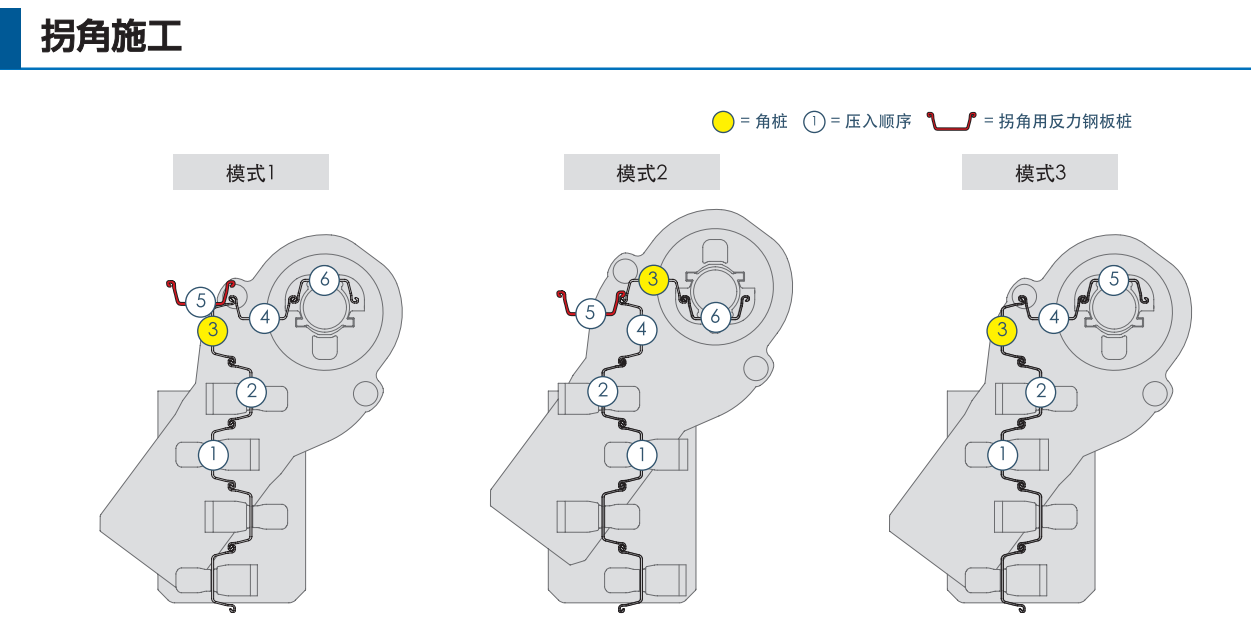 拐角施工
= 角桩 1 = 压入顺序 = 拐角用反力钢板桩
模式1
模式2
模式3
5 3 4 6 2 1
5 3 4 6 2 1
3 4 5 2 1